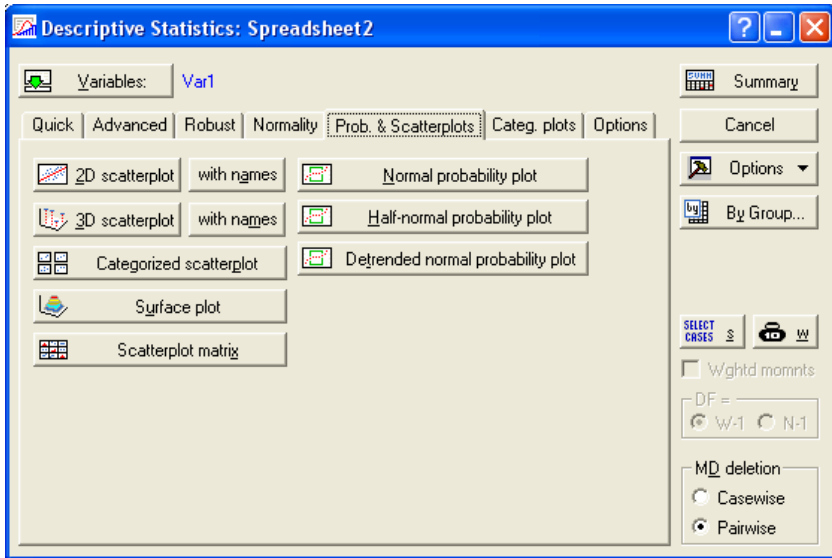 Descriptive Statistics: Spreadsheet2
Variables: Var1
Summary
Quick Advanced Robust Normality Prob. & Scatterplots Categ. plots Options
Cancel
2D scatterplot with names Normal probability plot
Options
3D scatterplot with names Half-normal probability plot
By Group...
Categorized scatterplot Detrended normal probability plot
Surface plot
Scatterplot matrix
SELECT CASES S W
Wghtd momnts
DF =
W-1 N-1
MD deletion
Casewise
Pairwise